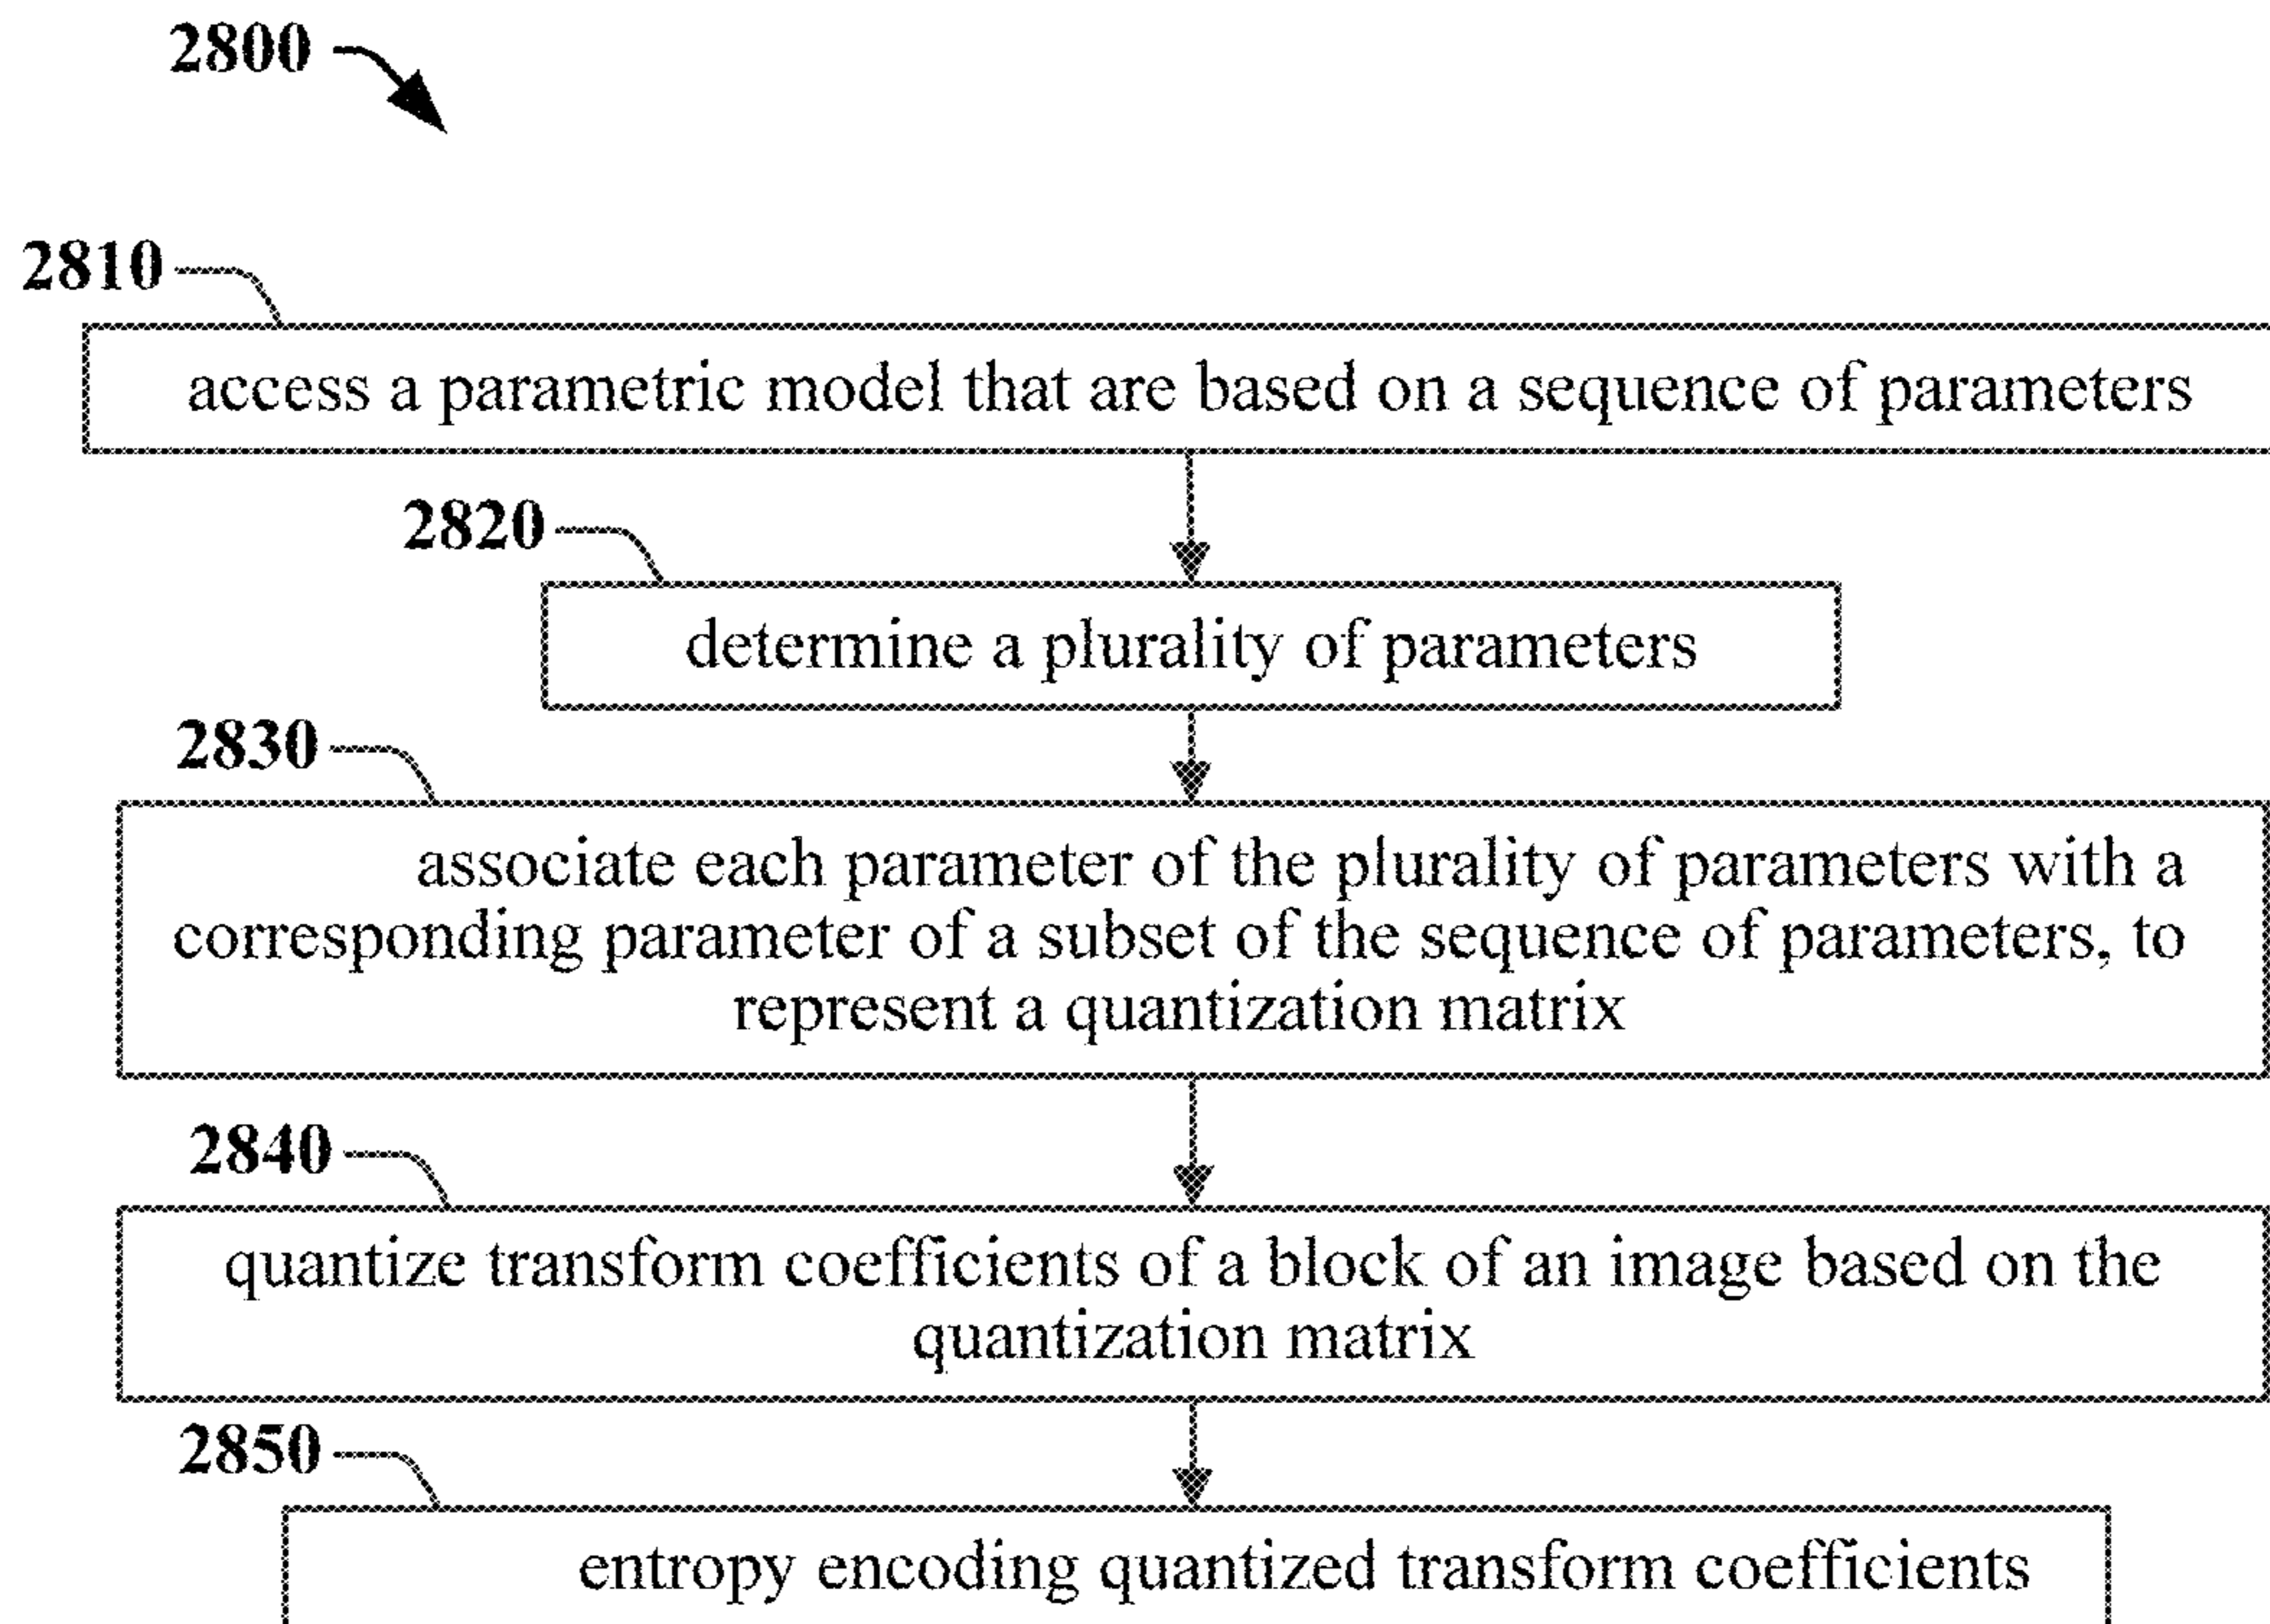 2800
2810
access a parametric model that are based on a sequence of parameters
2820
determine a plurality of parameters
2830
associate each parameter of the plurality of parameters with a
corresponding parameter of a subset of the sequence of parameters, to
represent a quantization matrix
2840
quantize transform coefficients of a block of an image based on the
quantization matrix
2850
entropy encoding quantized transform coefficients